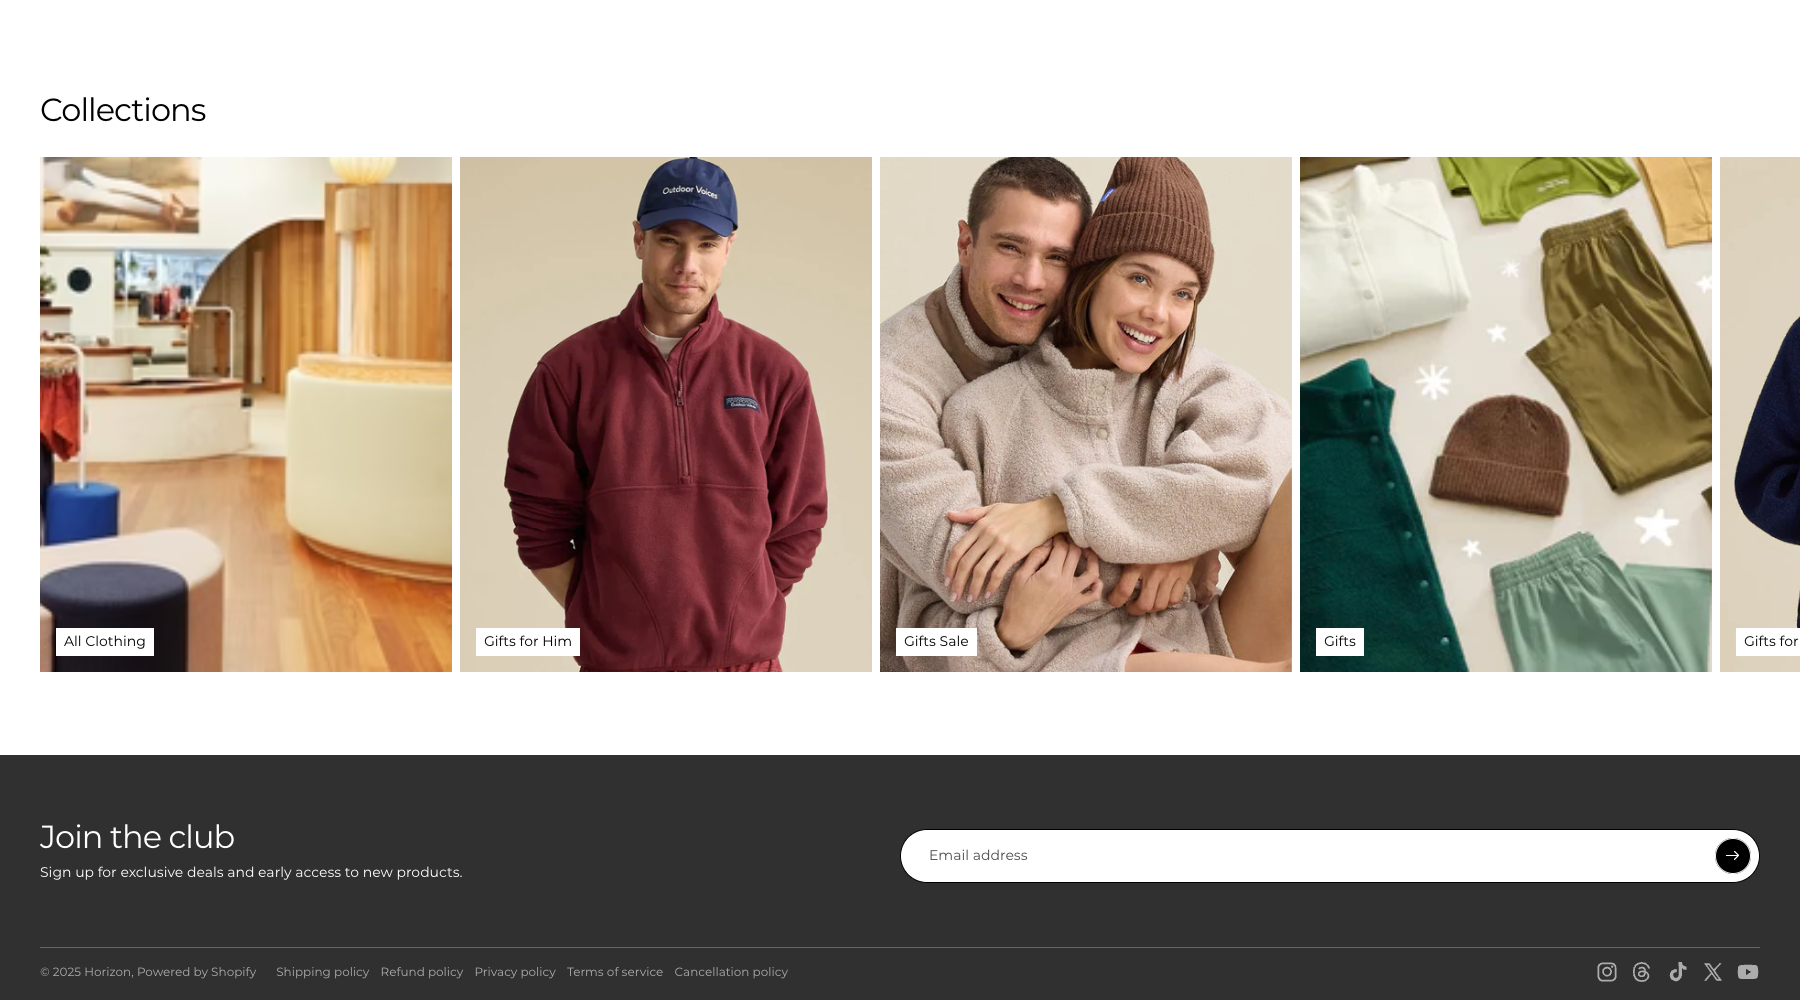 Collections
Outdoor Voices
All Clothing
Gifts for Him
Gifts Sale
Gifts
Gifts for
Join the club
Sign up for exclusive deals and early access to new products.
Email address
© 2025 Horizon, Powered by Shopify
Shipping policy
Refund policy
Privacy policy
Terms of service
Cancellation policy